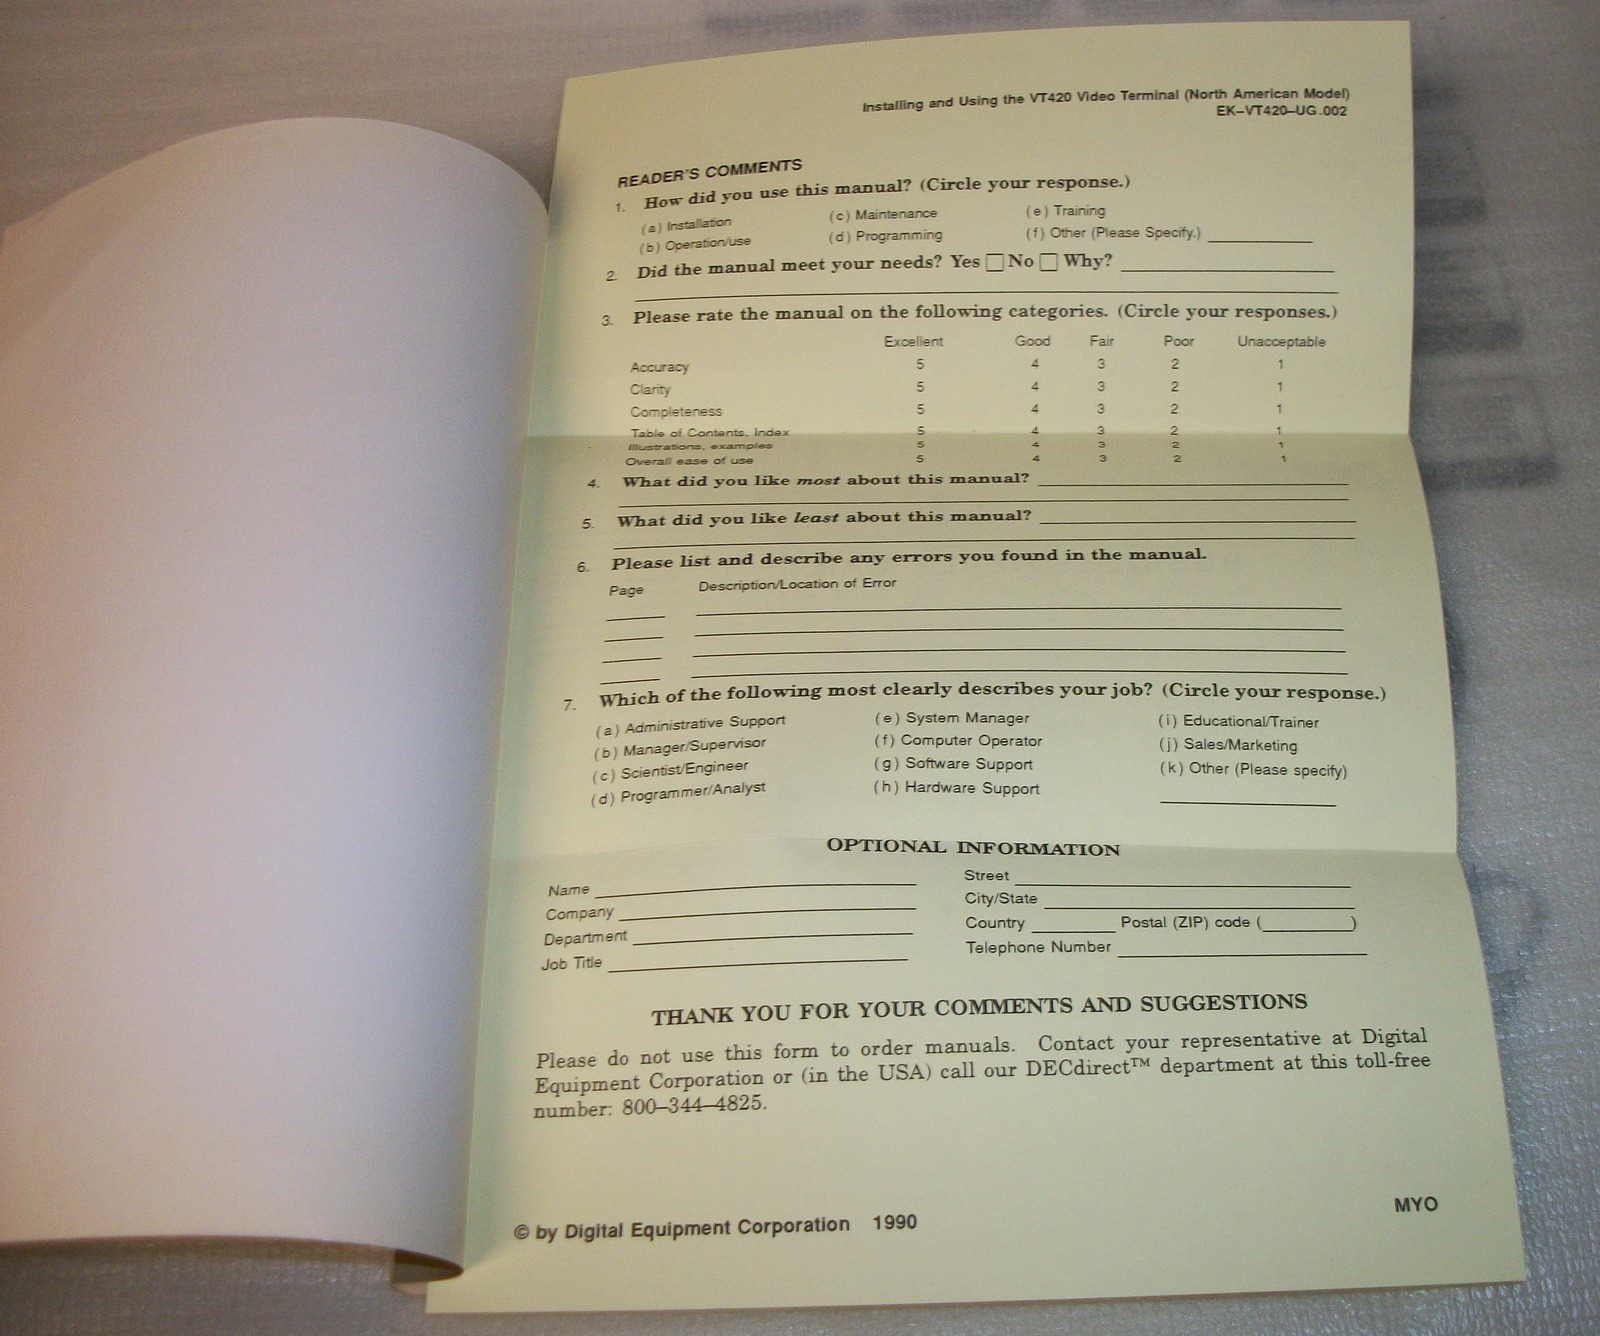 Installing and Using the VT420 Video Terminal (North American Model)
EK–VT420–UG.002
READER'S COMMENTS
1. How did you use this manual? (Circle your response.)
(a) Installation (c) Maintenance (e) Training
(b) Operation/use (d) Programming (f) Other (Please Specify.)
2. Did the manual meet your needs? Yes No Why?
3. Please rate the manual on the following categories. (Circle your responses.)
Excellent Good Fair Poor Unacceptable
Accuracy 5 4 3 2 1
Clarity 5 4 3 2 1
Completeness 5 4 3 2 1
Table of Contents, Index 5 4 3 2 1
Illustrations, examples 5 4 3 2 1
Overall ease of use 5 4 3 2 1
4. What did you like most about this manual?
5. What did you like least about this manual?
6. Please list and describe any errors you found in the manual.
Page Description/Location of Error
7. Which of the following most clearly describes your job? (Circle your response.)
(a) Administrative Support (e) System Manager (i) Educational/Trainer
(b) Manager/Supervisor (f) Computer Operator (j) Sales/Marketing
(c) Scientist/Engineer (g) Software Support (k) Other (Please specify)
(d) Programmer/Analyst (h) Hardware Support
OPTIONAL INFORMATION
Name Street
Company City/State
Department Country Postal (ZIP) code ( )
Job Title Telephone Number
THANK YOU FOR YOUR COMMENTS AND SUGGESTIONS
Please do not use this form to order manuals. Contact your representative at Digital
Equipment Corporation or (in the USA) call our DECdirect™ department at this toll-free
number: 800–344–4825.
MYO
© by Digital Equipment Corporation 1990